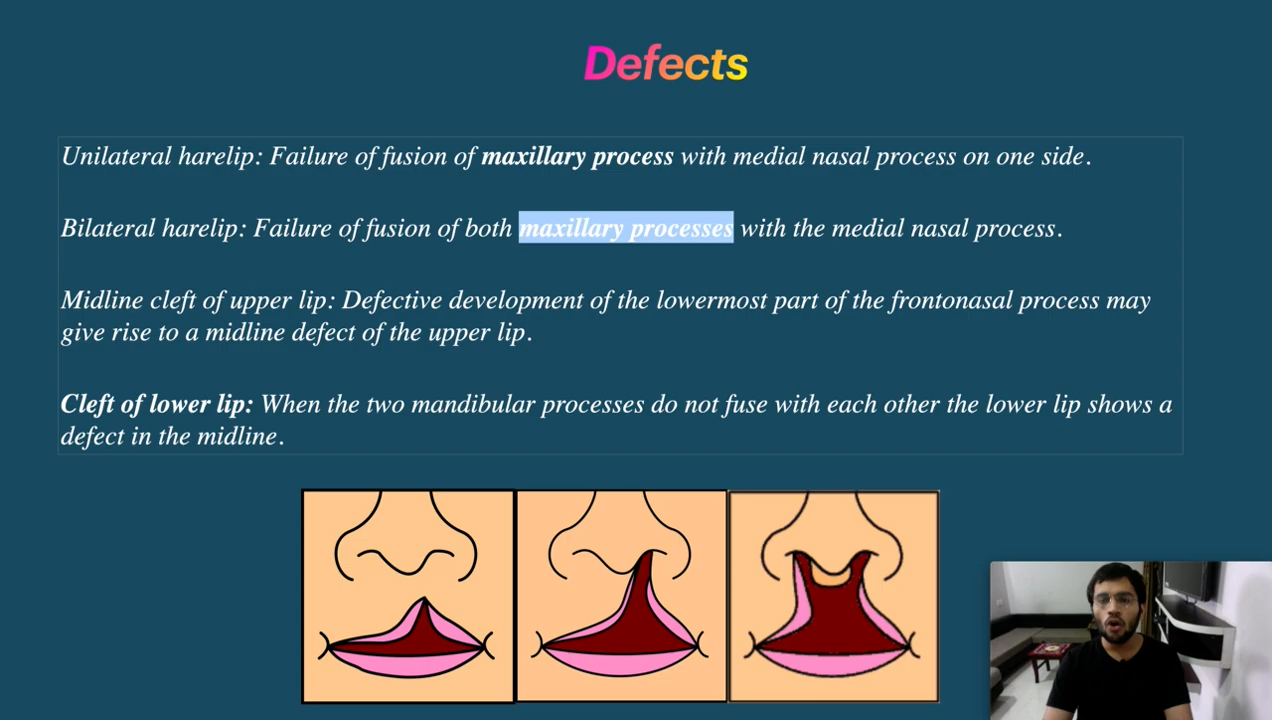 Defects
Unilateral harelip: Failure of fusion of maxillary process with medial nasal process on one side.
Bilateral harelip: Failure of fusion of both maxillary processes with the medial nasal process.
Midline cleft of upper lip: Defective development of the lowermost part of the frontonasal process may
give rise to a midline defect of the upper lip.
Cleft of lower lip: When the two mandibular processes do not fuse with each other the lower lip shows a
defect in the midline.